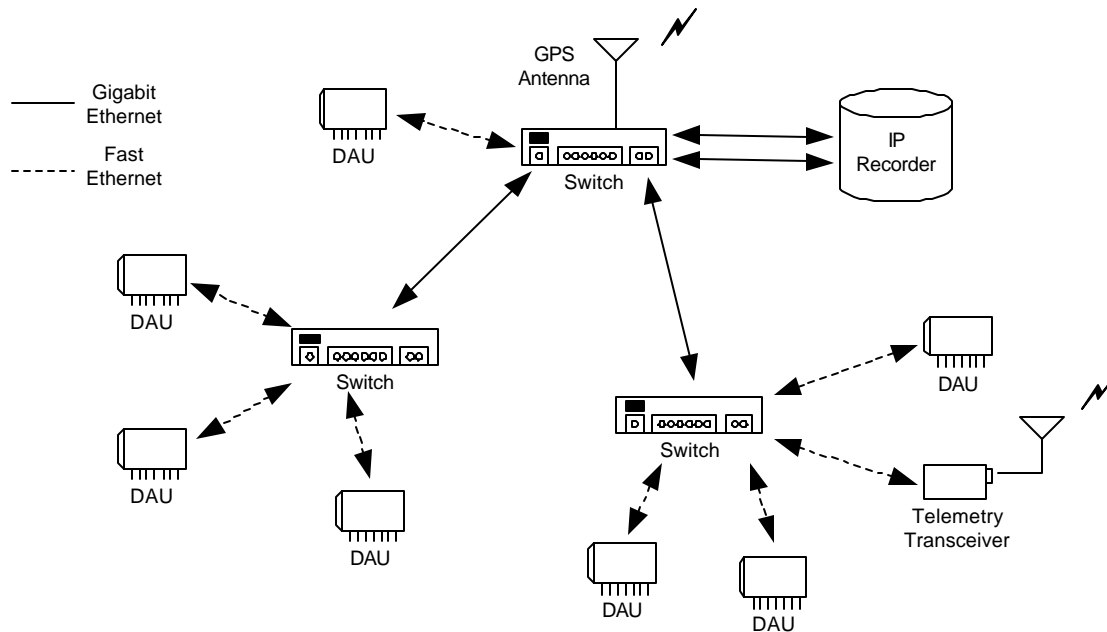 Gigabit
Ethernet
Fast
Ethernet
GPS
Antenna
DAU
Switch
IP
Recorder
DAU
Switch
DAU
DAU
DAU
Switch
Telemetry
Transceiver
DAU
DAU